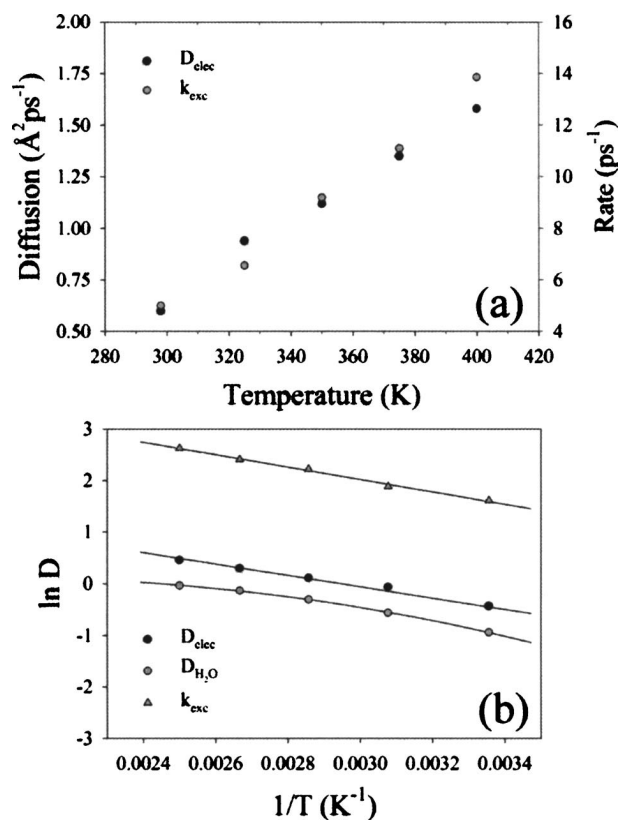 2.00
1.75
1.50
1.25
1.00
0.75
0.50
Diffusion (Å²ps⁻¹)
D_elec
k_exc
16
14
12
10
8
6
4
Rate (ps⁻¹)
(a)
280 300 320 340 360 380 400 420
Temperature (K)
3
2
1
0
-1
-2
-3
ln D
D_elec
D_H₂O
k_exc
(b)
0.0024 0.0026 0.0028 0.0030 0.0032 0.0034
1/T (K⁻¹)